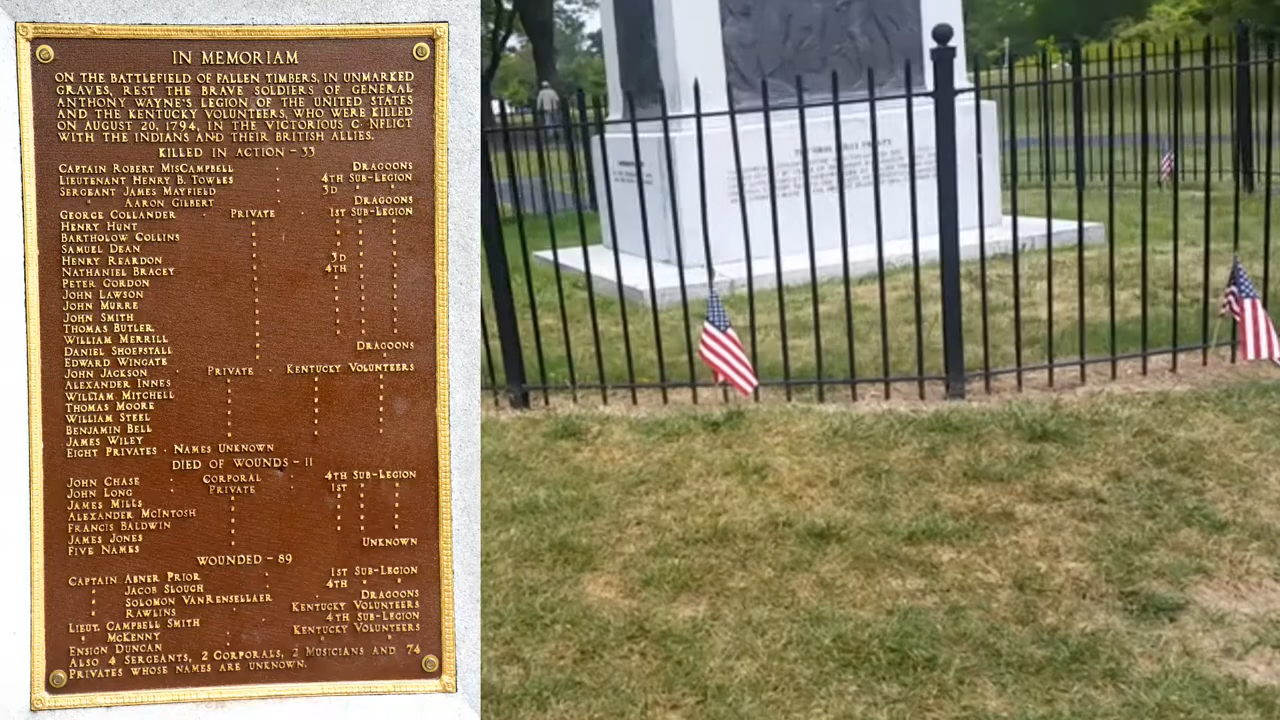 IN MEMORIAM
ON THE BATTLEFIELD OF FALLEN TIMBERS, IN UNMARKED
GRAVES, REST THE BRAVE SOLDIERS OF GENERAL
ANTHONY WAYNE'S LEGION OF THE UNITED STATES
AND THE KENTUCKY VOLUNTEERS, WHO WERE KILLED
ON AUGUST 20, 1794, IN THE VICTORIOUS C NFLICT
WITH THE INDIANS AND THEIR BRITISH ALLIES.
KILLED IN ACTION - 33
CAPTAIN ROBERT MISCAMPBELL DRAGOONS
LIEUTENANT HENRY B. TOWLES 4TH SUB-LEGION
SERGEANT JAMES MAYFIELD 3D " "
" AARON GILBERT DRAGOONS
GEORGE COLLANDER · PRIVATE · 1ST SUB-LEGION
HENRY HUNT " " " "
BARTHOLOW COLLINS " " " "
SAMUEL DEAN " " " "
HENRY REARDON " 3D " "
NATHANIEL BRACEY " 4TH " "
PETER GORDON " " " "
JOHN LAWSON " " " "
JOHN MURRE " " " "
JOHN SMITH " " " "
THOMAS BUTLER " " " "
WILLIAM MERRILL " " " "
DANIEL SHOEFSTALL " DRAGOONS
EDWARD WINGATE "
JOHN JACKSON · PRIVATE · KENTUCKY VOLUNTEERS
ALEXANDER INNES " " "
WILLIAM MITCHELL " " "
THOMAS MOORE " " "
WILLIAM STEEL " " "
BENJAMIN BELL " " "
JAMES WILEY " " "
EIGHT PRIVATES · NAMES UNKNOWN
DIED OF WOUNDS - 11
JOHN CHASE · CORPORAL · 4TH SUB-LEGION
JOHN LONG · PRIVATE · 1ST " "
JAMES MILLS " " " "
ALEXANDER MCINTOSH " " " "
FRANCIS BALDWIN " " " "
JAMES JONES " " " "
FIVE NAMES UNKNOWN
WOUNDED - 89
CAPTAIN ABNER PRIOR · 1ST SUB-LEGION
" JACOB SLOUGH · 4TH " "
" SOLOMON VANRENSELLAER · DRAGOONS
" RAWLINS · KENTUCKY VOLUNTEERS
LIEUT. CAMPBELL SMITH · 4TH SUB-LEGION
" MCKENNY · KENTUCKY VOLUNTEERS
ENSIGN DUNCAN · " "
ALSO 4 SERGEANTS, 2 CORPORALS, 2 MUSICIANS AND 74
PRIVATES WHOSE NAMES ARE UNKNOWN.